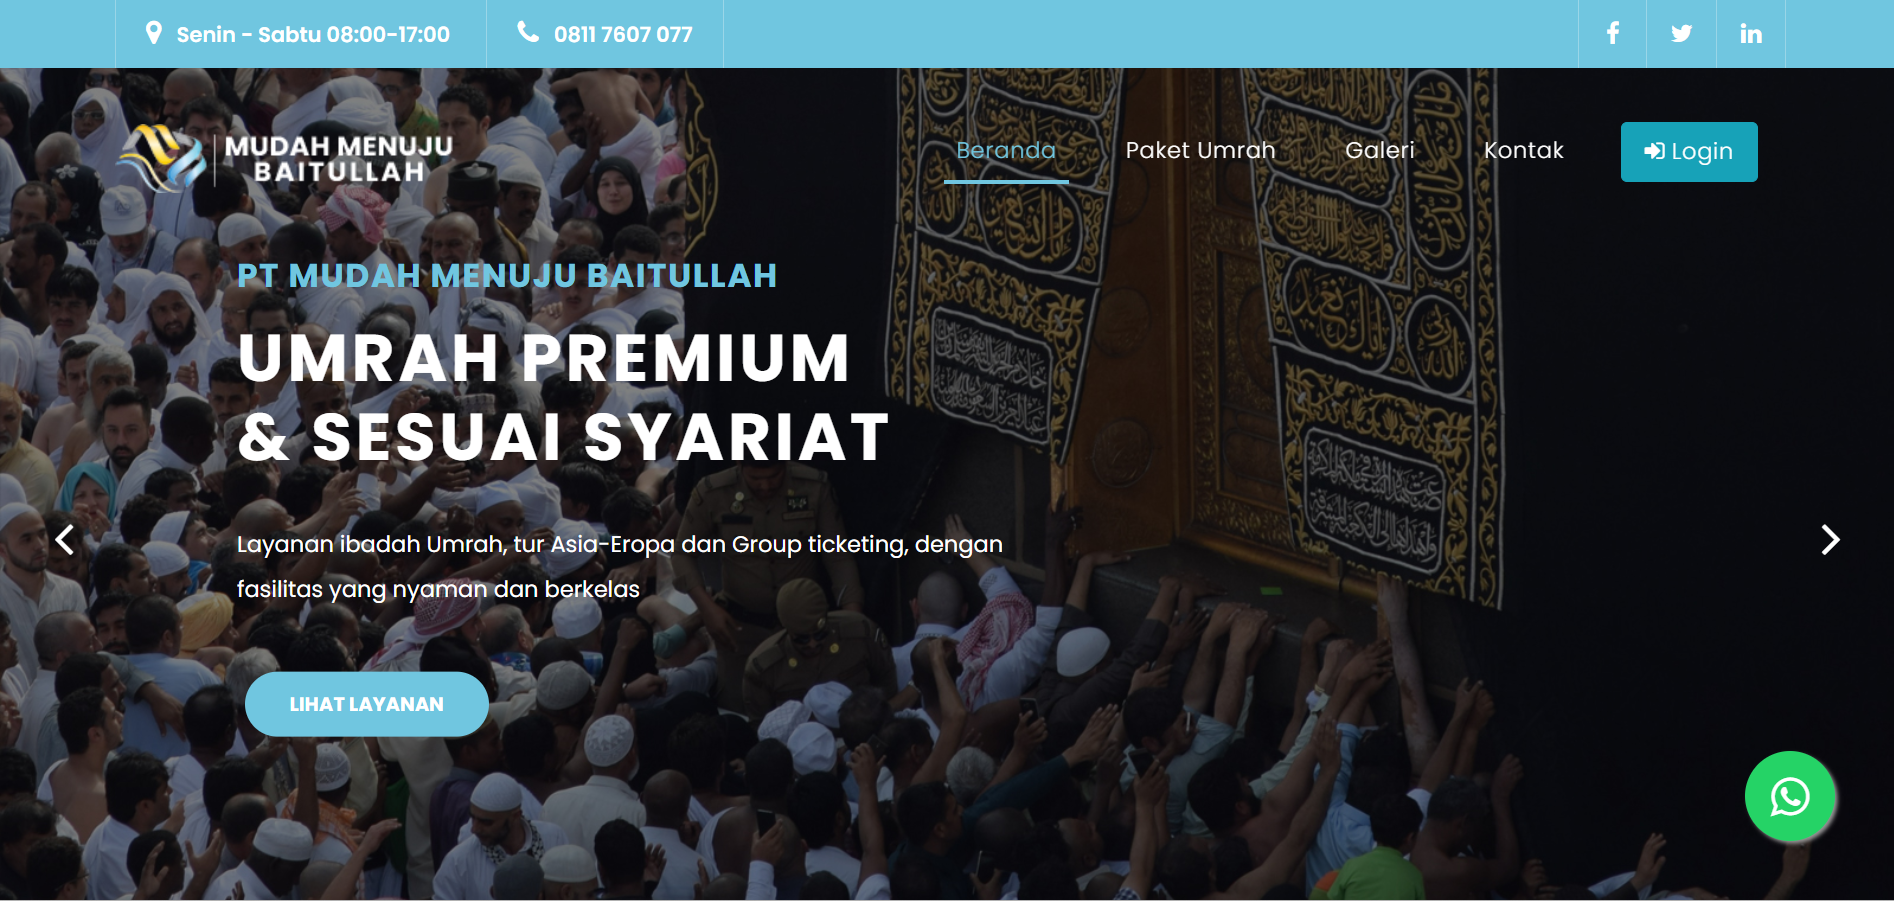 Senin - Sabtu 08:00-17:00
0811 7607 077
MUDAH MENUJU
BAITULLAH
Beranda
Paket Umrah
Galeri
Kontak
Login
PT MUDAH MENUJU BAITULLAH
UMRAH PREMIUM
& SESUAI SYARIAT
Layanan ibadah Umrah, tur Asia-Eropa dan Group ticketing, dengan
fasilitas yang nyaman dan berkelas
LIHAT LAYANAN